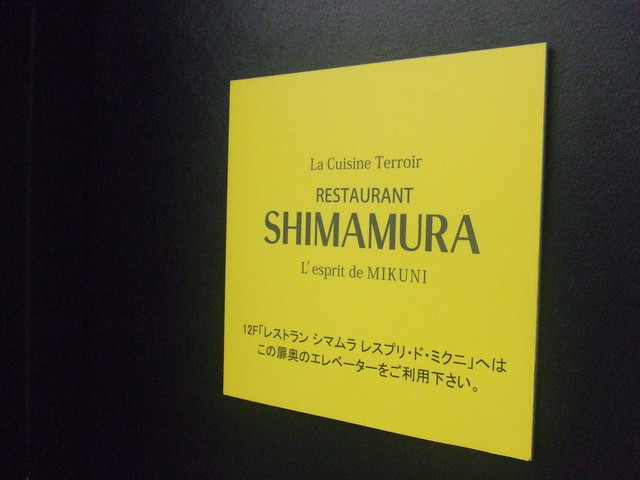 La Cuisine Terroir
RESTAURANT
SHIMAMURA
L'esprit de MIKUNI
12F「レストラン シマムラ レスプリ・ド・ミクニ」へは
この扉奥のエレベーターをご利用下さい。